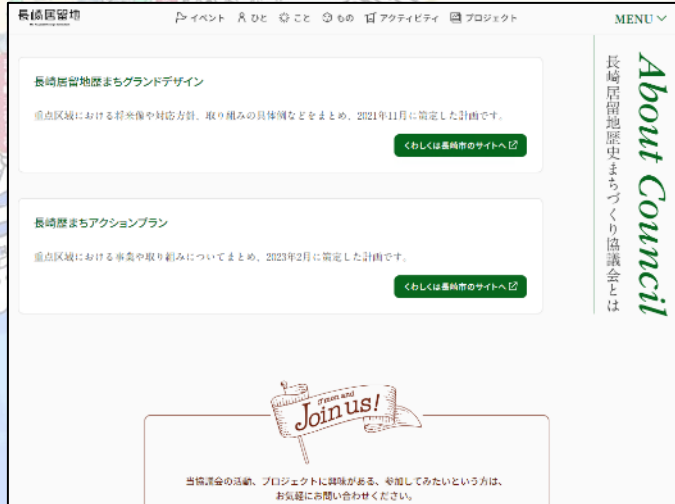 長崎居留地
イベント ひと こと もの アクティビティ プロジェクト
MENU
About Council
長崎居留地歴史まちづくり協議会とは
長崎居留地歴まちグランドデザイン
重点区域における将来像や対応方針、取り組みの具体例などをまとめ、2021年11月に策定した計画です。
くわしくは長崎市のサイトへ
長崎歴まちアクションプラン
重点区域における事業や取り組みについてまとめ、2023年2月に策定した計画です。
くわしくは長崎市のサイトへ
C'mon and
Join us!
当協議会の活動、プロジェクトに興味がある、参加してみたいという方は、
お気軽にお問い合わせください。